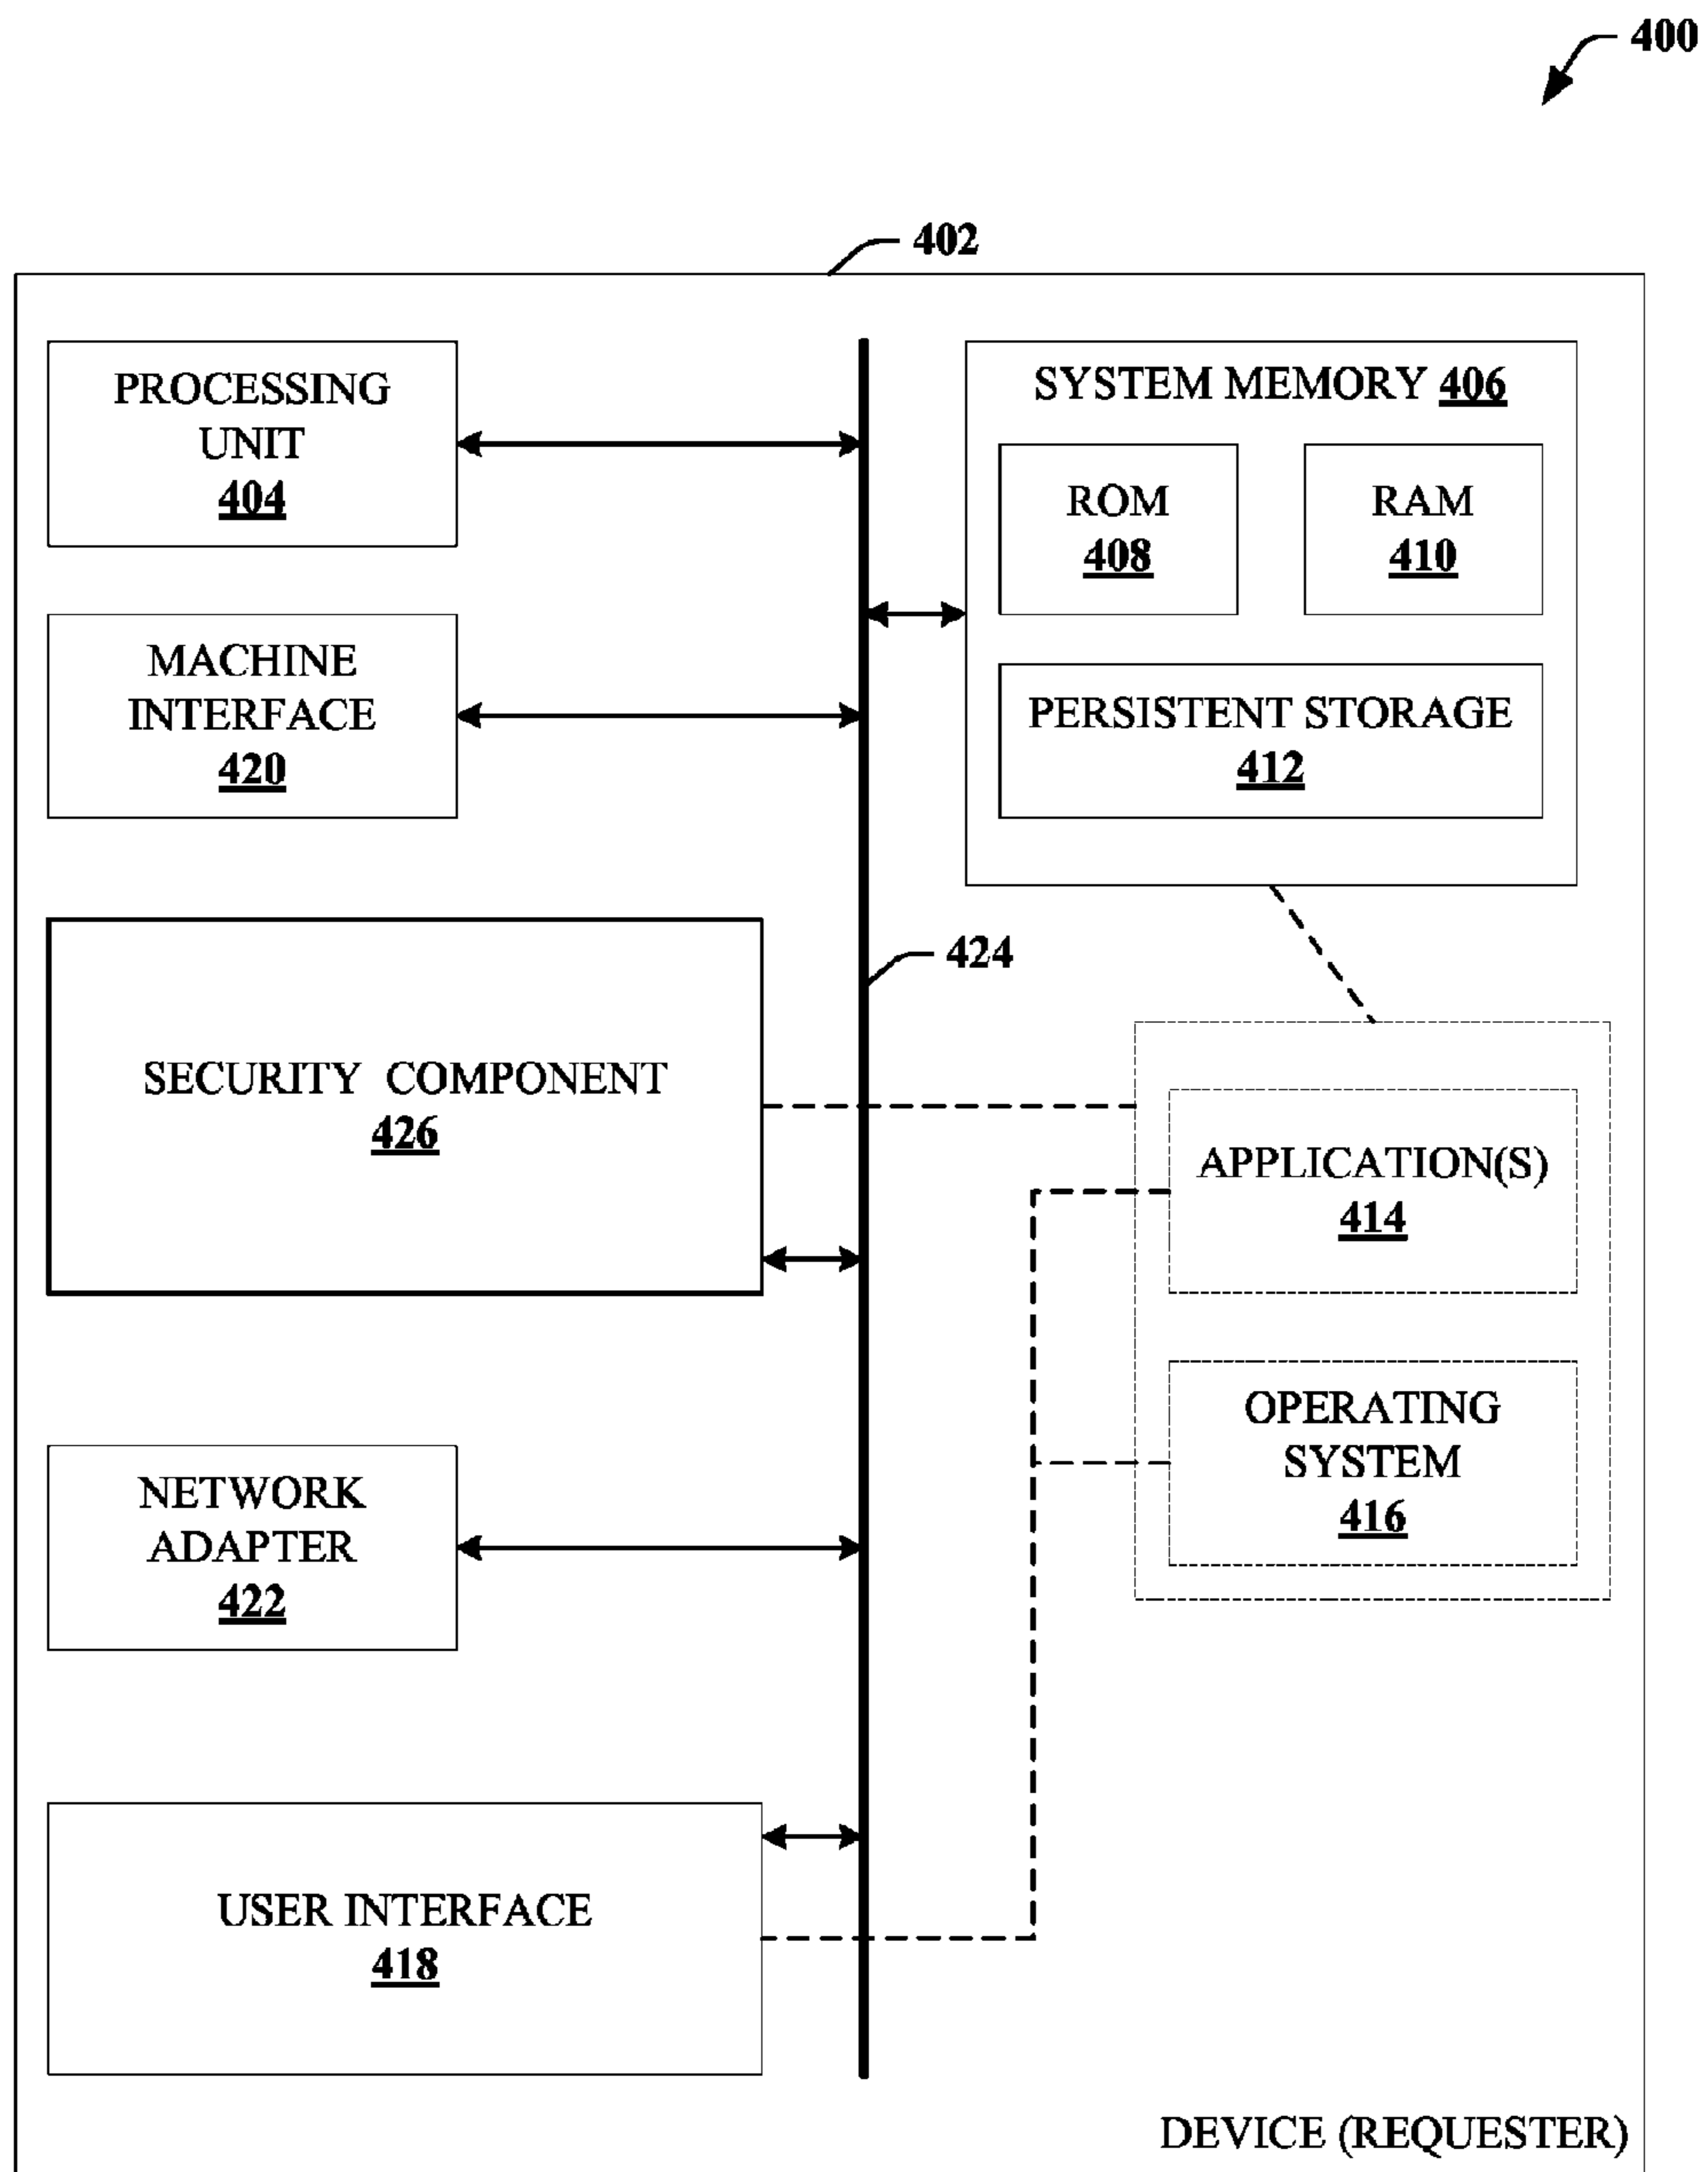 400
402
PROCESSING
UNIT
404
SYSTEM MEMORY 406
ROM
408
RAM
410
MACHINE
INTERFACE
420
PERSISTENT STORAGE
412
424
SECURITY COMPONENT
426
APPLICATION(S)
414
OPERATING
SYSTEM
416
NETWORK
ADAPTER
422
USER INTERFACE
418
DEVICE (REQUESTER)